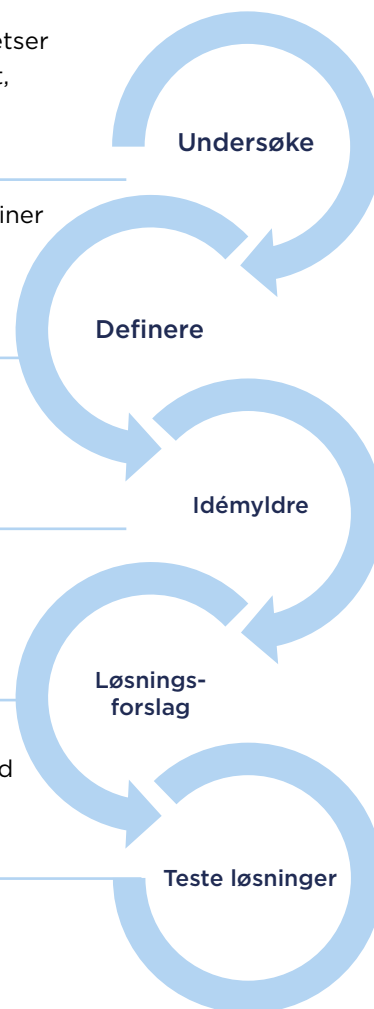 Undersøke
Definere
Idémyldre
Løsnings-
forslag
Teste løsninger